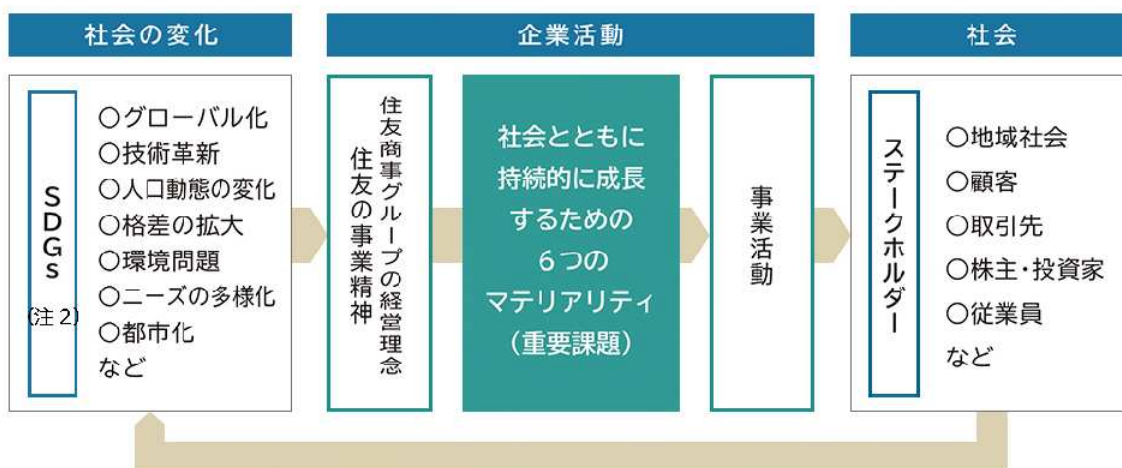 社会の変化
SDGs
(注2)
○グローバル化
○技術革新
○人口動態の変化
○格差の拡大
○環境問題
○ニーズの多様化
○都市化
など
企業活動
住友商事グループの経営理念
住友の事業精神
社会とともに
持続的に成長
するための
6つの
マテリアリティ
(重要課題)
事業活動
社会
ステークホルダー
○地域社会
○顧客
○取引先
○株主・投資家
○従業員
など